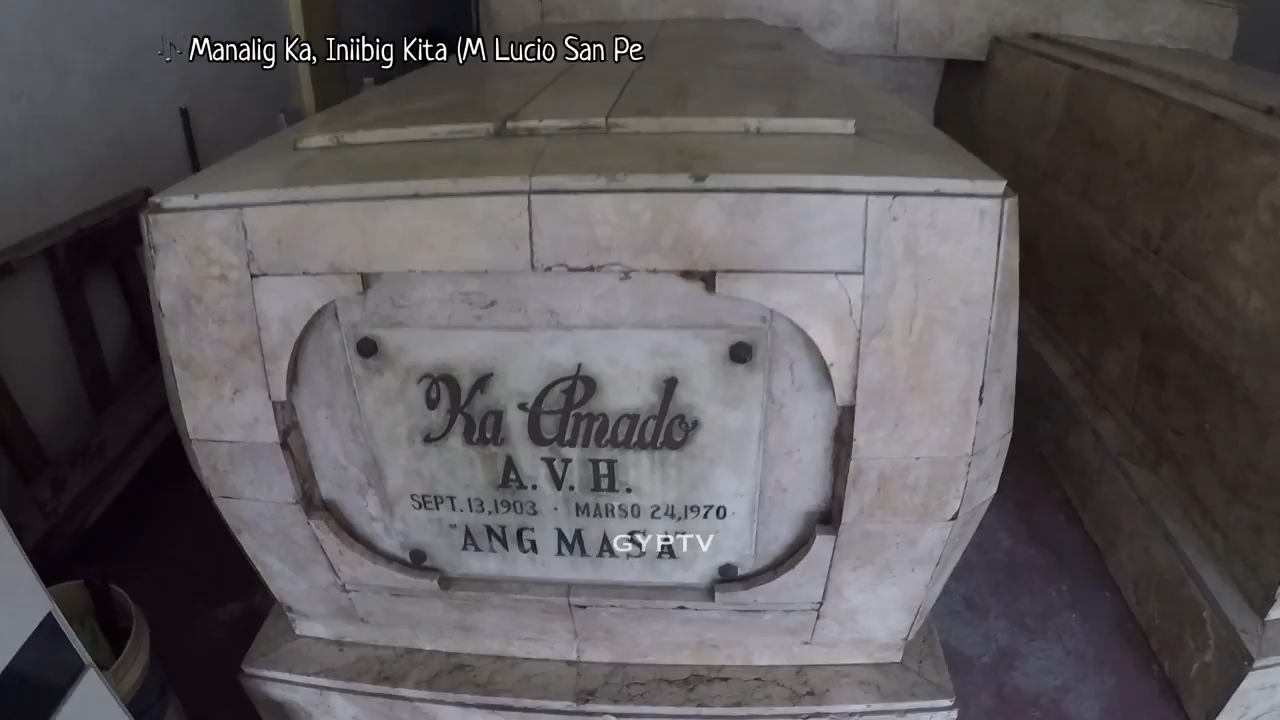 ♪ Manalig Ka, Iniibig Kita (M Lucio San Pe
Ka Amado
A.V.H.
SEPT.13,1903 · MARSO 24,1970
"ANG MASA"
GYPTV